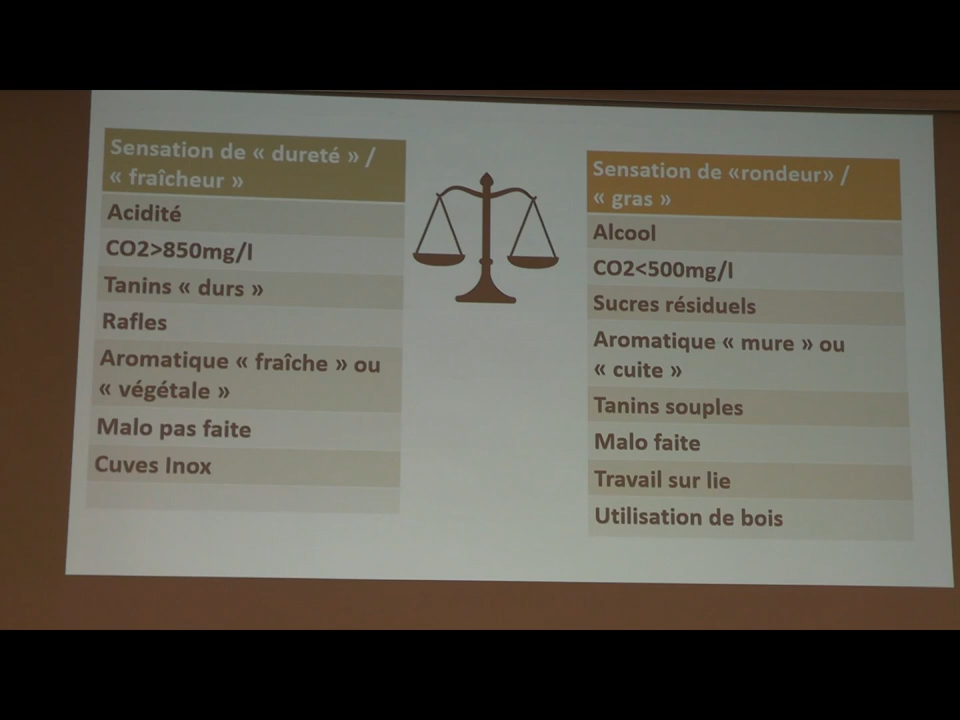 Sensation de « dureté » /
« fraîcheur »
Acidité
CO2>850mg/l
Tanins « durs »
Rafles
Aromatique « fraîche » ou
« végétale »
Malo pas faite
Cuves Inox
Sensation de «rondeur» /
« gras »
Alcool
CO2<500mg/l
Sucres résiduels
Aromatique « mure » ou
« cuite »
Tanins souples
Malo faite
Travail sur lie
Utilisation de bois